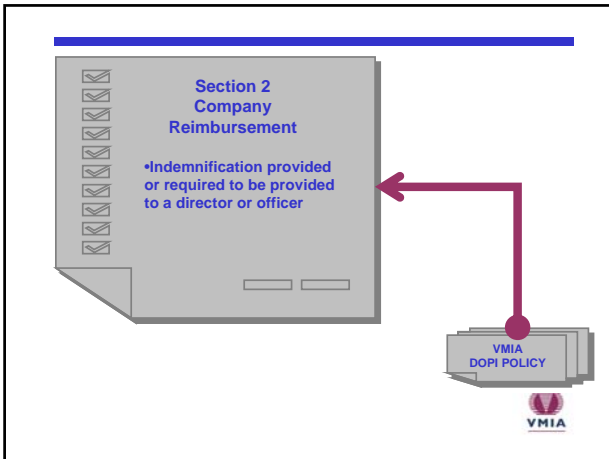 Section 2
Company
Reimbursement
•Indemnification provided
or required to be provided
to a director or officer
VMIA
DOPI POLICY
VMIA